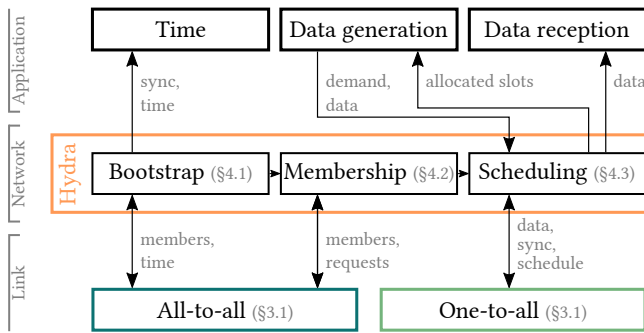 Application
Time
Data generation
Data reception
sync,
time
demand,
data
allocated slots
data
Network
Hydra
Bootstrap (§4.1)
Membership (§4.2)
Scheduling (§4.3)
members,
time
members,
requests
data,
sync,
schedule
Link
All-to-all (§3.1)
One-to-all (§3.1)